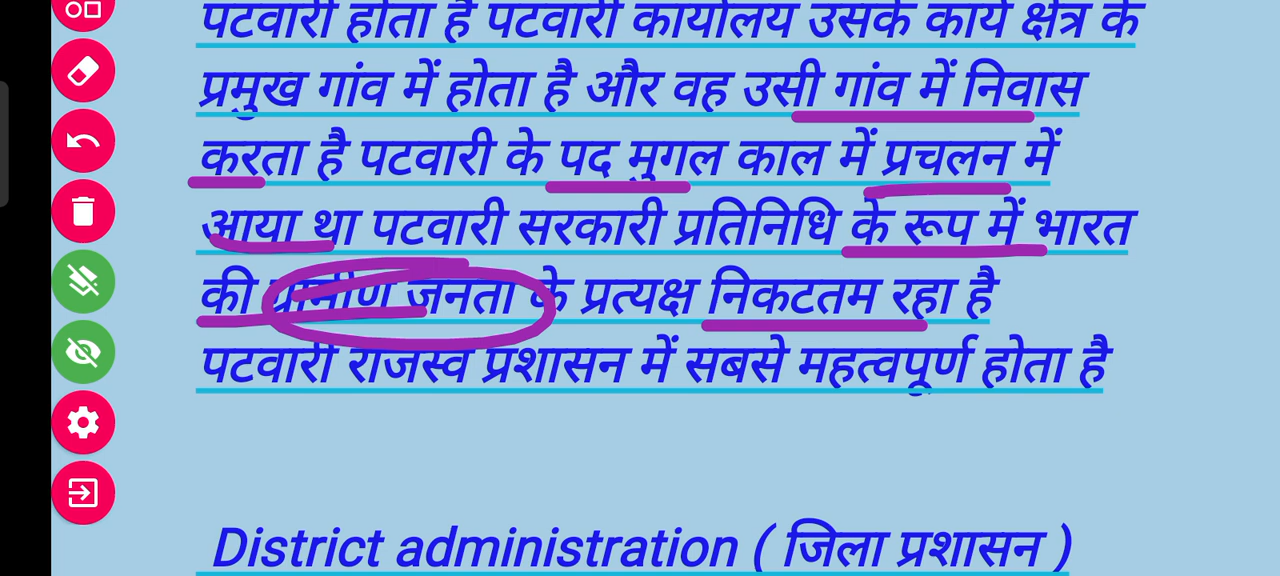 पटवारी होता है पटवारी कार्यालय उसके कार्य क्षेत्र के
प्रमुख गांव में होता है और वह उसी गांव में निवास
करता है पटवारी के पद मुगल काल में प्रचलन में
आया था पटवारी सरकारी प्रतिनिधि के रूप में भारत
की ग्रामीण जनता के प्रत्यक्ष निकटतम रहा है
पटवारी राजस्व प्रशासन में सबसे महत्वपूर्ण होता है
District administration ( जिला प्रशासन )